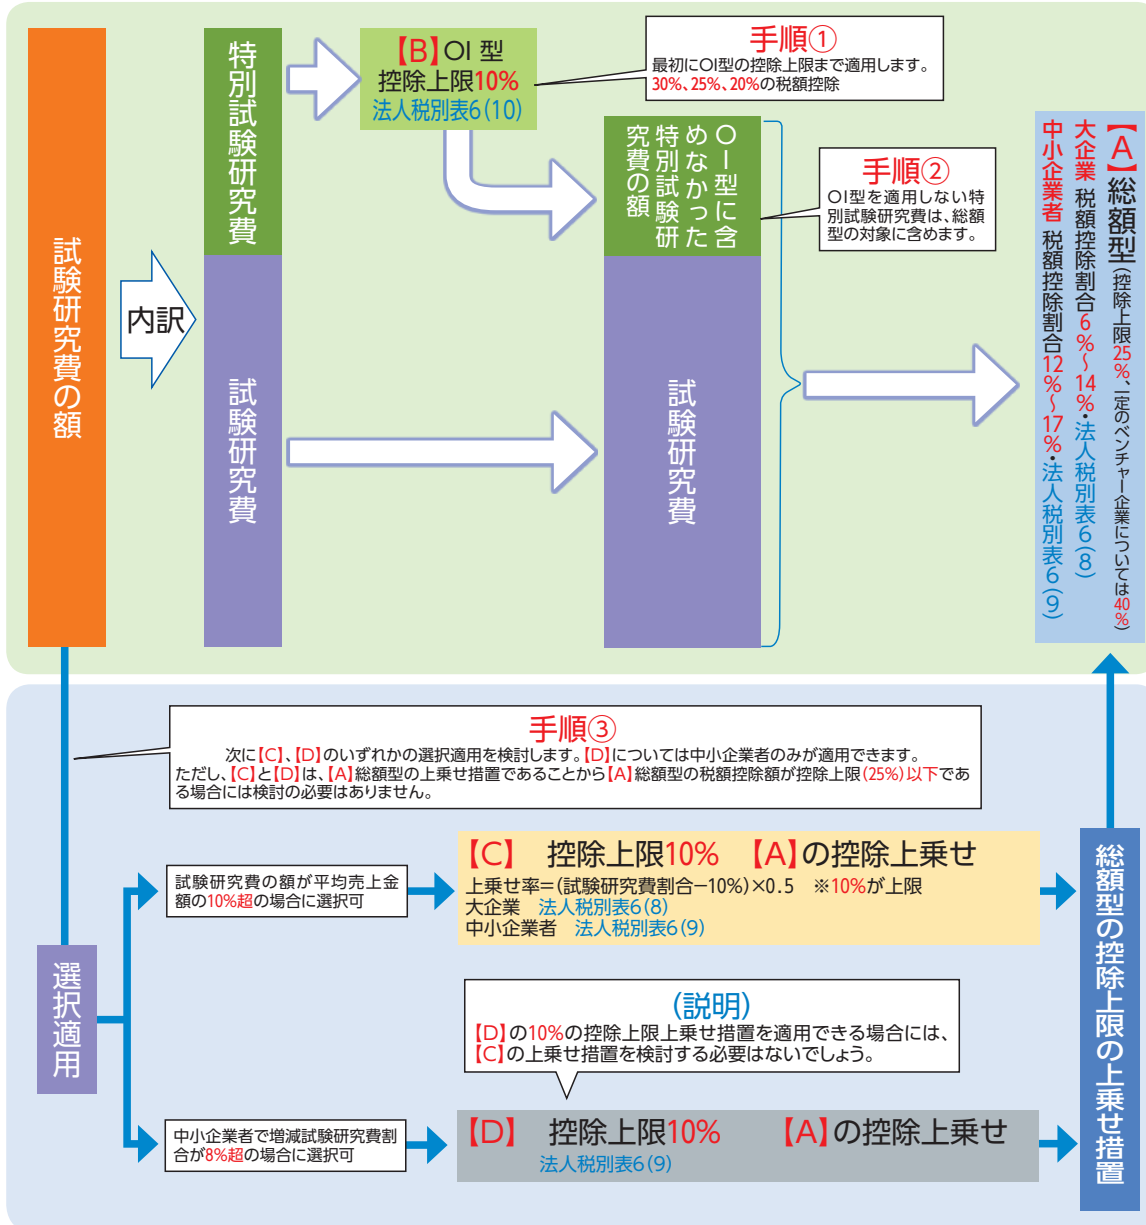 試験研究費の額
内訳
特別試験研究費
試験研究費
【B】OI 型
控除上限10%
法人税別表6(10)
手順①
最初にOI型の控除上限まで適用します。
30%、25%、20%の税額控除
OI型に含
めなかった
特別試験研
究費の額
試験研究費
手順②
OI型を適用しない特
別試験研究費は、総額
型の対象に含めます。
【A】総額型(控除上限25%、一定のベンチャー企業については40%)
大企業 税額控除割合6%~14%・法人税別表6(8)
中小企業者 税額控除割合12%~17%・法人税別表6(9)
手順③
次に【C】、【D】のいずれかの選択適用を検討します。【D】については中小企業者のみが適用できます。
ただし、【C】と【D】は、【A】総額型の上乗せ措置であることから【A】総額型の税額控除額が控除上限(25%)以下であ
る場合には検討の必要はありません。
選択適用
試験研究費の額が平均売上金
額の10%超の場合に選択可
【C】 控除上限10% 【A】の控除上乗せ
上乗せ率=(試験研究費割合-10%)×0.5 ※10%が上限
大企業 法人税別表6(8)
中小企業者 法人税別表6(9)
(説明)
【D】の10%の控除上限上乗せ措置を適用できる場合には、
【C】の上乗せ措置を検討する必要はないでしょう。
中小企業者で増減試験研究費割
合が8%超の場合に選択可
【D】 控除上限10% 【A】の控除上乗せ
法人税別表6(9)
総額型の控除上限の上乗せ措置